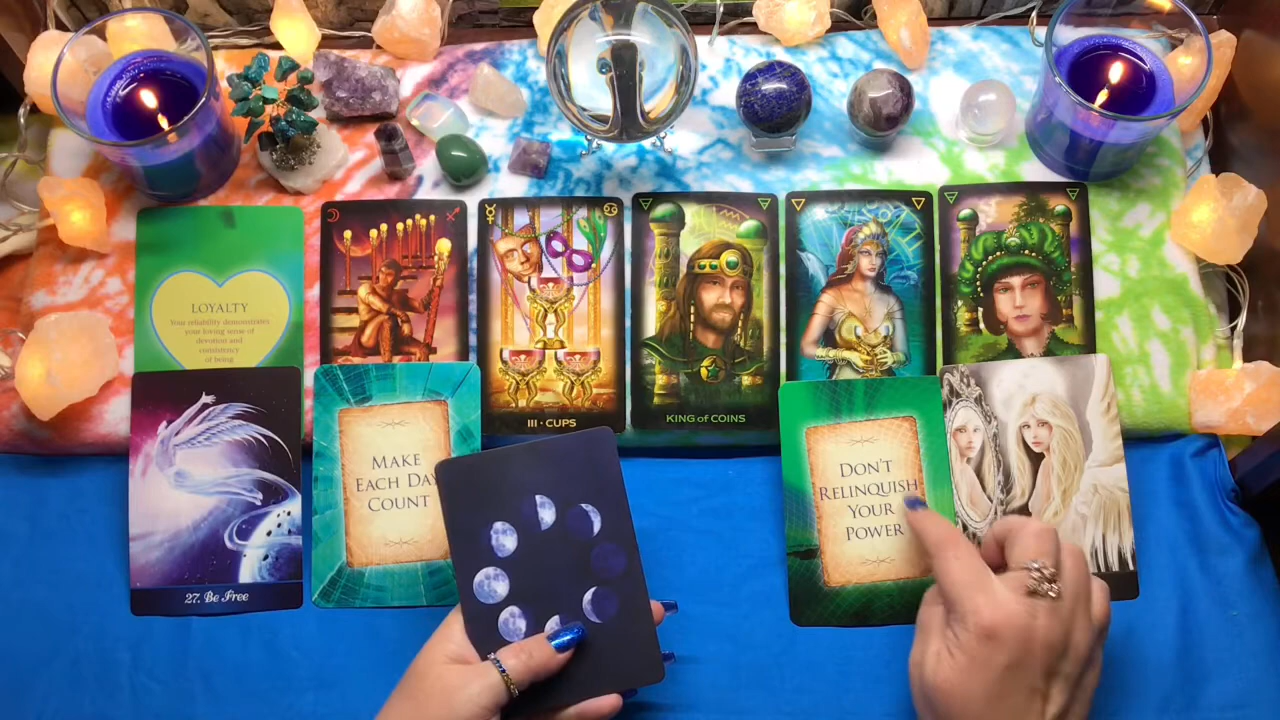 LOYALTY
Your reliability demonstrates
your loving sense of
devotion and
consistency
of being
III · CUPS
KING of COINS
MAKE
EACH DAY
COUNT
DON'T
RELINQUISH
YOUR
POWER
27. Be Free